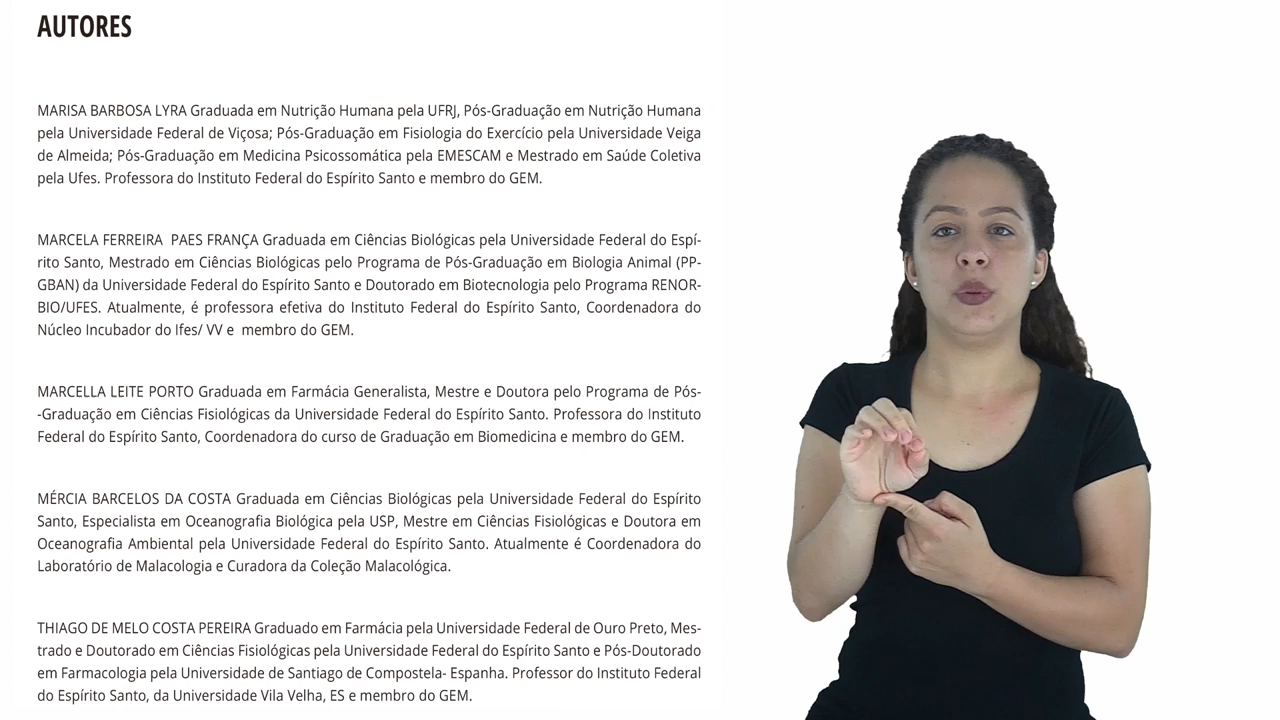 AUTORES
MARISA BARBOSA LYRA Graduada em Nutrição Humana pela UFRJ, Pós-Graduação em Nutrição Humana
pela Universidade Federal de Viçosa; Pós-Graduação em Fisiologia do Exercício pela Universidade Veiga
de Almeida; Pós-Graduação em Medicina Psicossomática pela EMESCAM e Mestrado em Saúde Coletiva
pela Ufes. Professora do Instituto Federal do Espírito Santo e membro do GEM.
MARCELA FERREIRA  PAES FRANÇA Graduada em Ciências Biológicas pela Universidade Federal do Espí-
rito Santo, Mestrado em Ciências Biológicas pelo Programa de Pós-Graduação em Biologia Animal (PP-
GBAN) da Universidade Federal do Espírito Santo e Doutorado em Biotecnologia pelo Programa RENOR-
BIO/UFES. Atualmente, é professora efetiva do Instituto Federal do Espírito Santo, Coordenadora do
Núcleo Incubador do Ifes/ VV e  membro do GEM.
MARCELLA LEITE PORTO Graduada em Farmácia Generalista, Mestre e Doutora pelo Programa de Pós-
-Graduação em Ciências Fisiológicas da Universidade Federal do Espírito Santo. Professora do Instituto
Federal do Espírito Santo, Coordenadora do curso de Graduação em Biomedicina e membro do GEM.
MÉRCIA BARCELOS DA COSTA Graduada em Ciências Biológicas pela Universidade Federal do Espírito
Santo, Especialista em Oceanografia Biológica pela USP, Mestre em Ciências Fisiológicas e Doutora em
Oceanografia Ambiental pela Universidade Federal do Espírito Santo. Atualmente é Coordenadora do
Laboratório de Malacologia e Curadora da Coleção Malacológica.
THIAGO DE MELO COSTA PEREIRA Graduado em Farmácia pela Universidade Federal de Ouro Preto, Mes-
trado e Doutorado em Ciências Fisiológicas pela Universidade Federal do Espírito Santo e Pós-Doutorado
em Farmacologia pela Universidade de Santiago de Compostela- Espanha. Professor do Instituto Federal
do Espírito Santo, da Universidade Vila Velha, ES e membro do GEM.